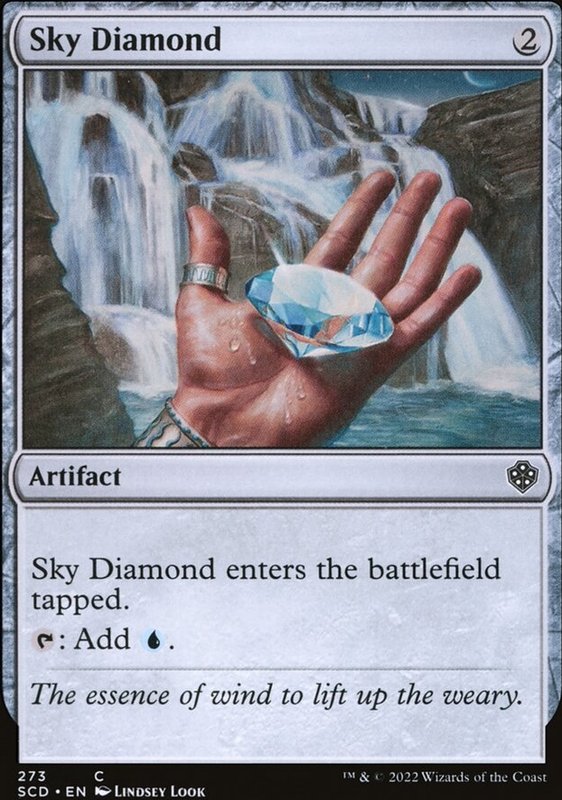 Sky Diamond 2
Artifact
Sky Diamond enters the battlefield
tapped.
: Add .
The essence of wind to lift up the weary.
273 C
SCD • EN Lindsey Look
™ & © 2022 Wizards of the Coast